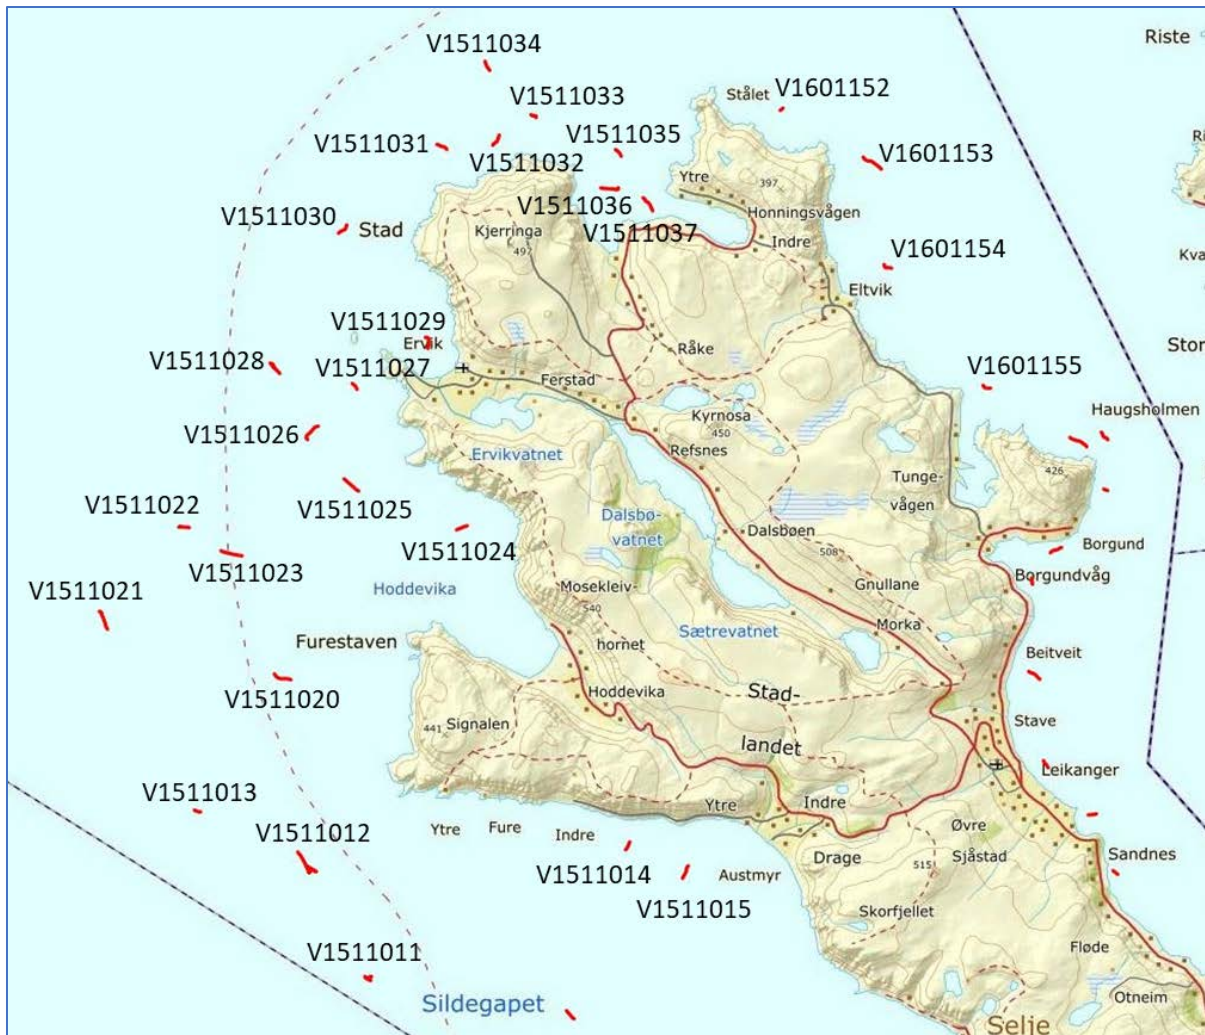 Riste
V1511034
Stålet
V1601152
V1511033
V1511035
V1511031
V1511032
V1601153
Ri
Ytre
397
V1511036
Honningsvågen
V1511030
Stad
Kjerringa
497
V1511037
Indre
V1601154
Kva
Eltvik
V1511029
Ervik
Råke
Stor
V1511028
V1511027
Ferstad
V1601155
Kyrnosa
450
Haugsholmen
V1511026
Ervikvatnet
Refsnes
426
Tunge-
vågen
V1511025
V1511022
Dalsbø-
vatnet
Dalsbøen
V1511024
508
Borgund
V1511023
Borgundvåg
Hoddevika
Mosekleiv-
540
hornet
Gnullane
V1511021
Morka
Sætrevatnet
Furestaven
Beitveit
V1511020
Hoddevika
Stad-
landet
441
Signalen
Stave
Leikanger
V1511013
Ytre
Indre
V1511012
Ytre
Fure
Indre
Øvre
Sjåstad
Drage
515
Sandnes
V1511014
Austmyr
V1511015
Skorfjellet
V1511011
Fløde
Sildegapet
Otneim
Selje